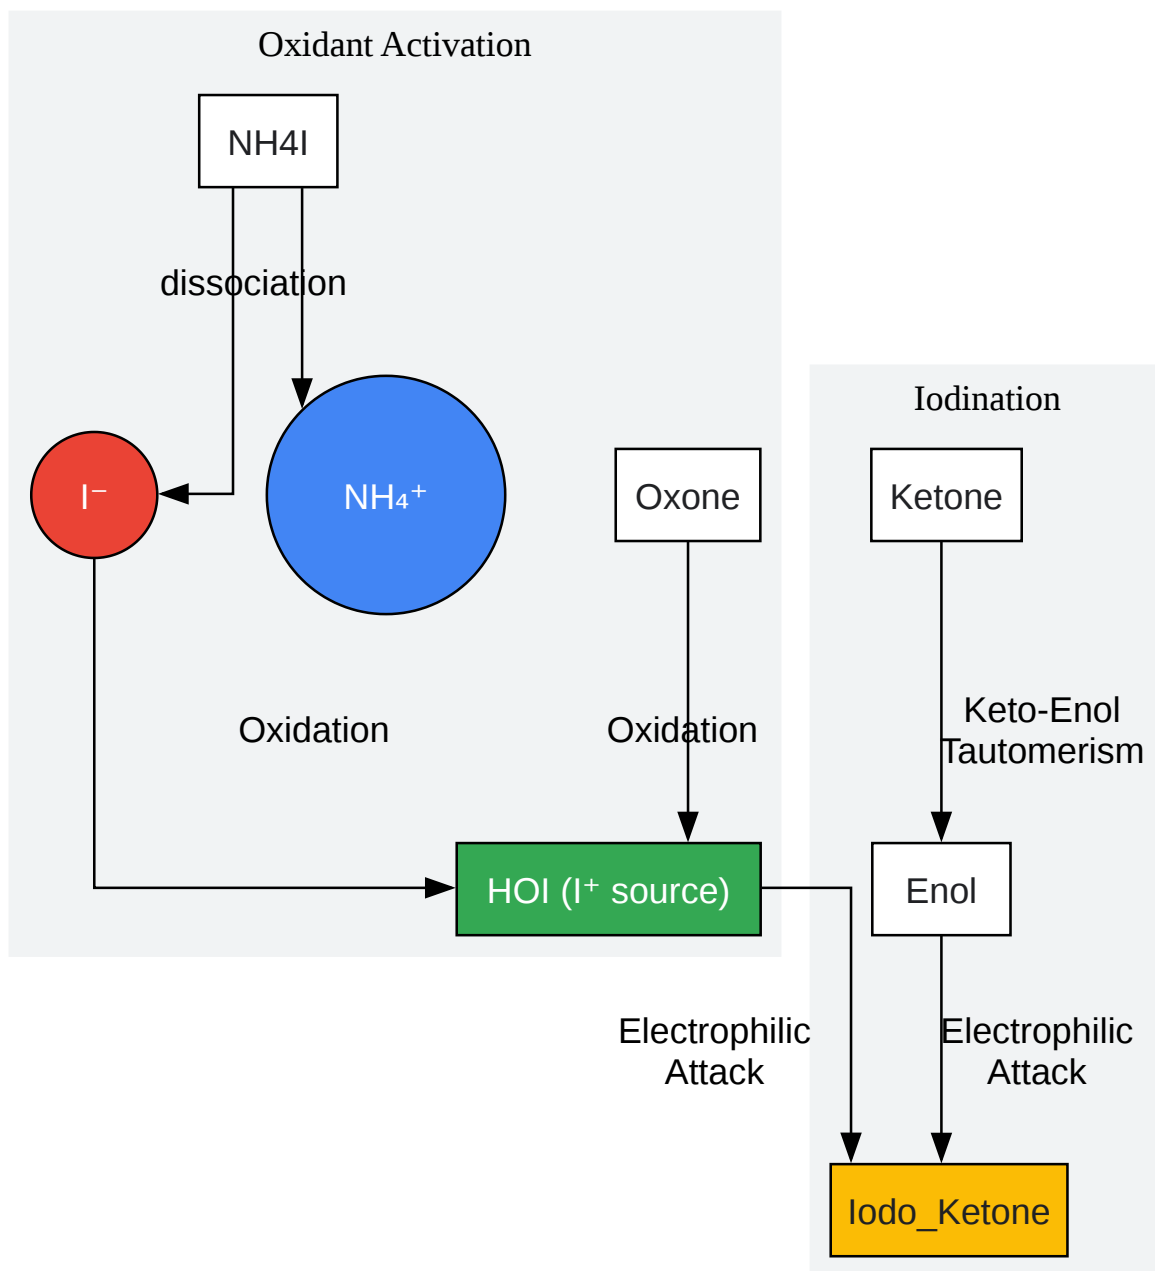 Oxidant Activation
NH4I
dissociation
I⁻
NH₄⁺
Oxone
Oxidation
Oxidation
HOI (I⁺ source)
Iodination
Ketone
Keto-Enol
Tautomerism
Enol
Electrophilic
Attack
Electrophilic
Attack
Iodo_Ketone